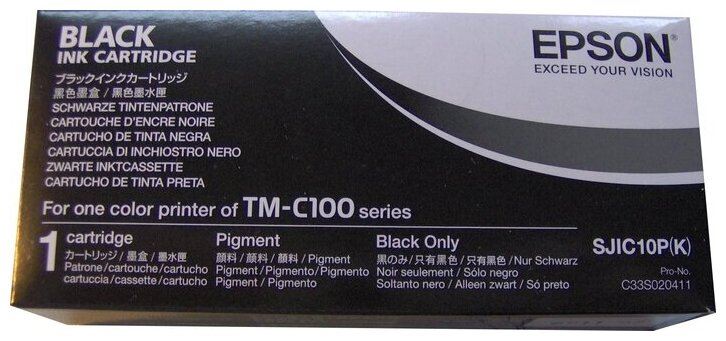 BLACK
INK CARTRIDGE
ブラックインクカートリッジ
黒色墨盒 / 黑色墨水匣
SCHWARZE TINTENPATRONE
CARTOUCHE D'ENCRE NOIRE
CARTUCHO DE TINTA NEGRA
CARTUCCIA DI INCHIOSTRO NERO
ZWARTE INKTCASSETTE
CARTUCHO DE TINTA PRETA
EPSON®
EXCEED YOUR VISION
For one color printer of TM-C100 series
1 cartridge
カートリッジ / 墨盒 / 墨水匣
Patrone/cartouche/cartucho
cartuccia/cassette/cartucho
Pigment
顔料 / 颜料 / 顏料 / Pigment
Pigment/Pigmento/Pigmento
Pigment / Pigmento
Black Only
黒のみ/只有黑色/只有黑色/Nur Schwarz
Noir seulement / Sólo negro
Soltanto nero / Alleen zwart / Só preto
SJIC10P(K)
Pro-No.
C33S020411